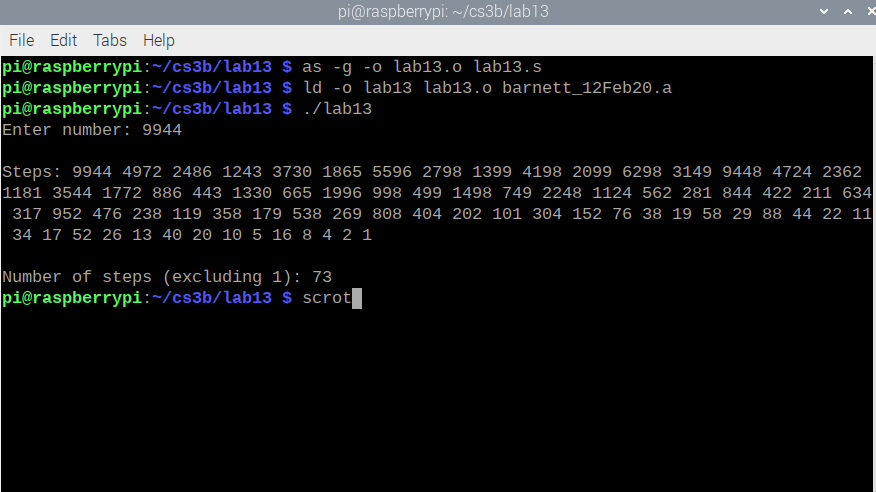 pi@raspberrypi: ~/cs3b/lab13
File Edit Tabs Help
pi@raspberrypi:~/cs3b/lab13 $ as -g -o lab13.o lab13.s
pi@raspberrypi:~/cs3b/lab13 $ ld -o lab13 lab13.o barnett_12Feb20.a
pi@raspberrypi:~/cs3b/lab13 $ ./lab13
Enter number: 9944
Steps: 9944 4972 2486 1243 3730 1865 5596 2798 1399 4198 2099 6298 3149 9448 4724 2362
1181 3544 1772 886 443 1330 665 1996 998 499 1498 749 2248 1124 562 281 844 422 211 634
317 952 476 238 119 358 179 538 269 808 404 202 101 304 152 76 38 19 58 29 88 44 22 11
34 17 52 26 13 40 20 10 5 16 8 4 2 1
Number of steps (excluding 1): 73
pi@raspberrypi:~/cs3b/lab13 $ scrot